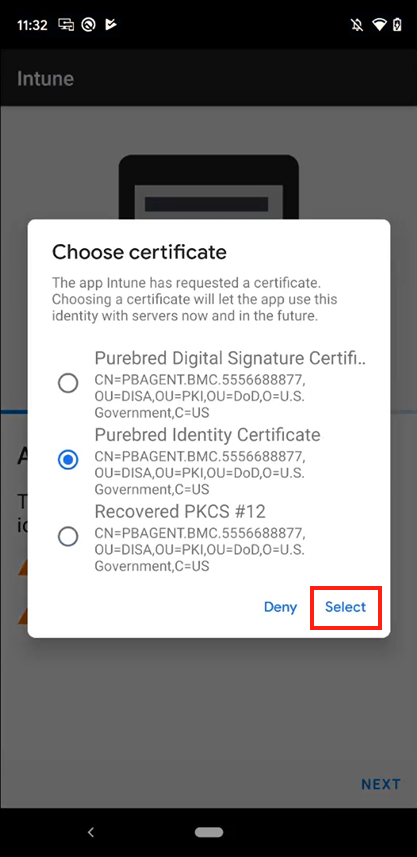 11:32
Intune
Choose certificate
The app Intune has requested a certificate.
Choosing a certificate will let the app use this
identity with servers now and in the future.
Purebred Digital Signature Certifi..
CN=PBAGENT.BMC.5556688877,
OU=DISA,OU=PKI,OU=DoD,O=U.S.
Government,C=US
Purebred Identity Certificate
CN=PBAGENT.BMC.5556688877,
OU=DISA,OU=PKI,OU=DoD,O=U.S.
Government,C=US
Recovered PKCS #12
CN=PBAGENT.BMC.5556688877,
OU=DISA,OU=PKI,OU=DoD,O=U.S.
Government,C=US
Deny Select
NEXT